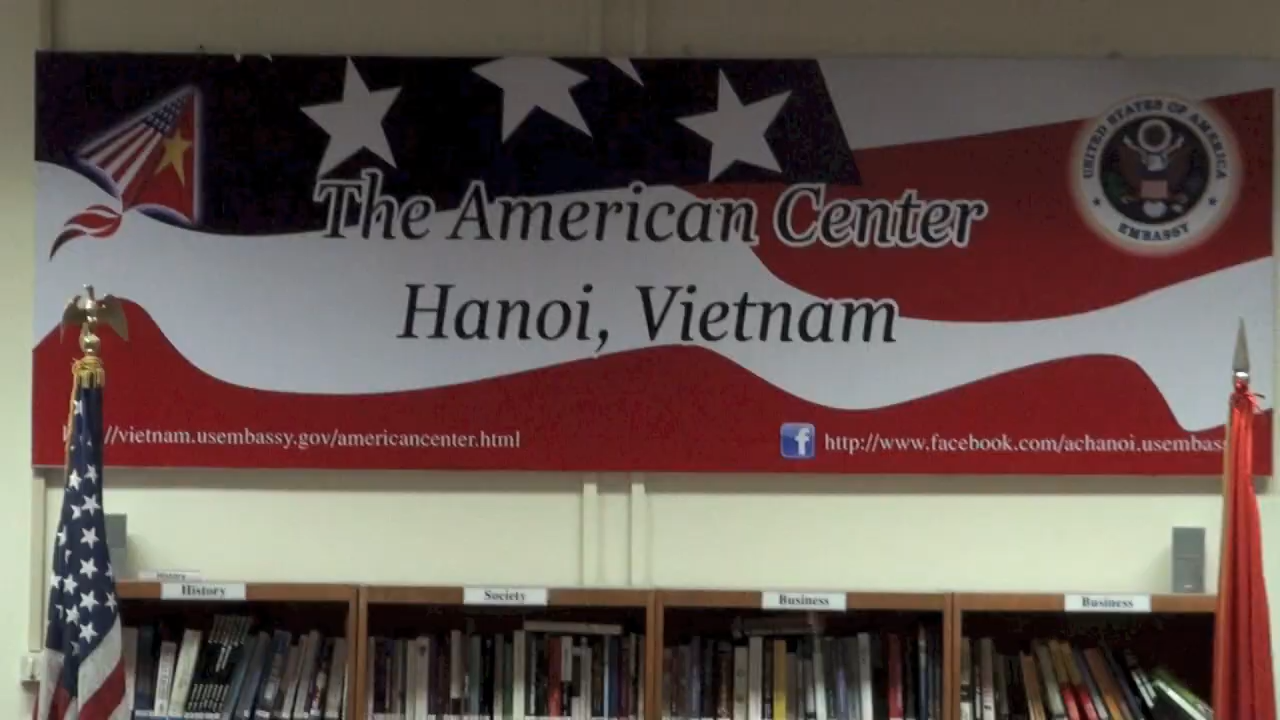 UNITED STATES OF AMERICA
EMBASSY
The American Center
Hanoi, Vietnam
//vietnam.usembassy.gov/americancenter.html
f http://www.facebook.com/achanoi.usembass
History
History
Society
Business
Business